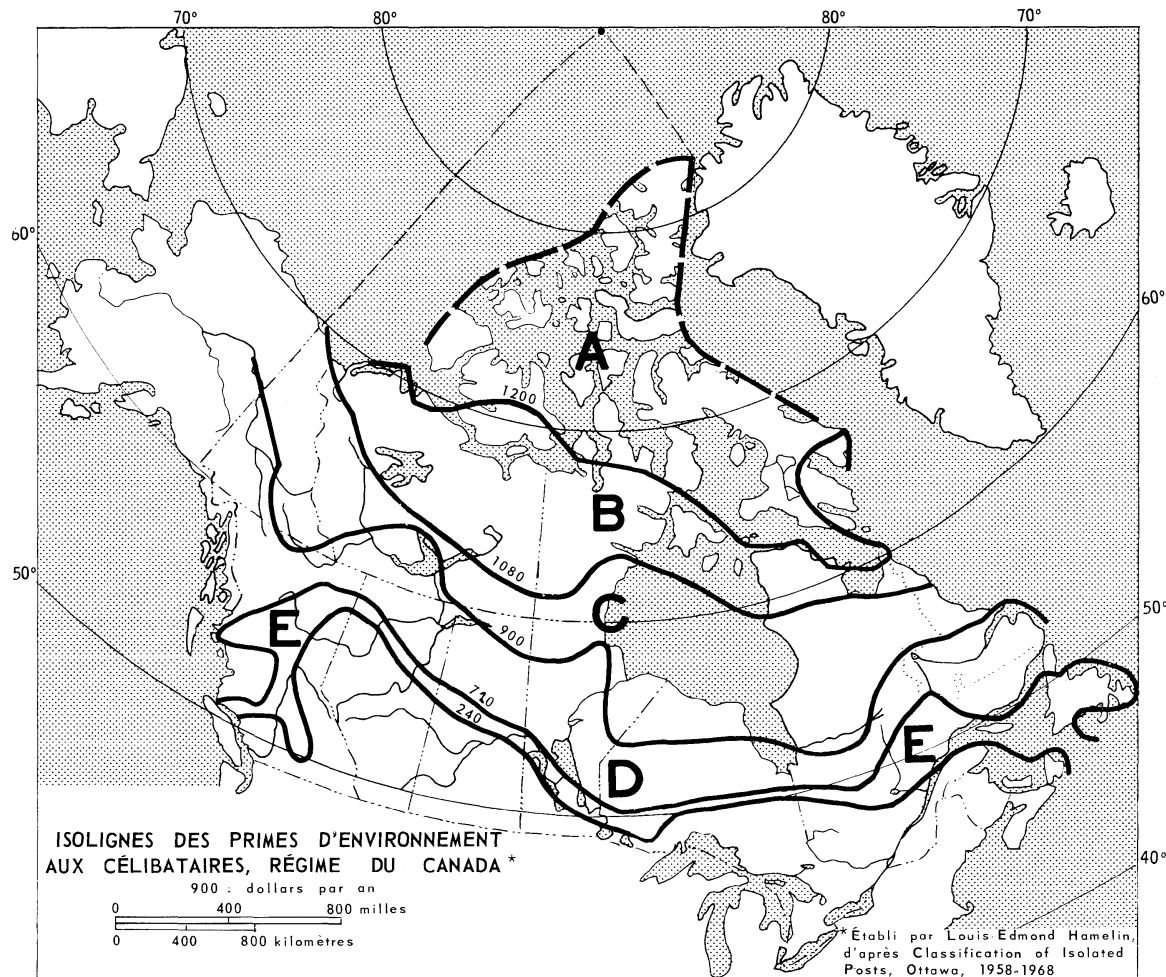 70° 80° 80° 70°
60°
60°
A
1200
B
1080
50°
50°
C
900
E
710
240
E
D
40°
ISOLIGNES DES PRIMES D'ENVIRONNEMENT
AUX CÉLIBATAIRES, RÉGIME DU CANADA*
900 : dollars par an
0 400 800 milles
0 400 800 kilomètres
*Établi par Louis-Edmond Hamelin,
d'après Classification of Isolated
Posts, Ottawa, 1958-1968